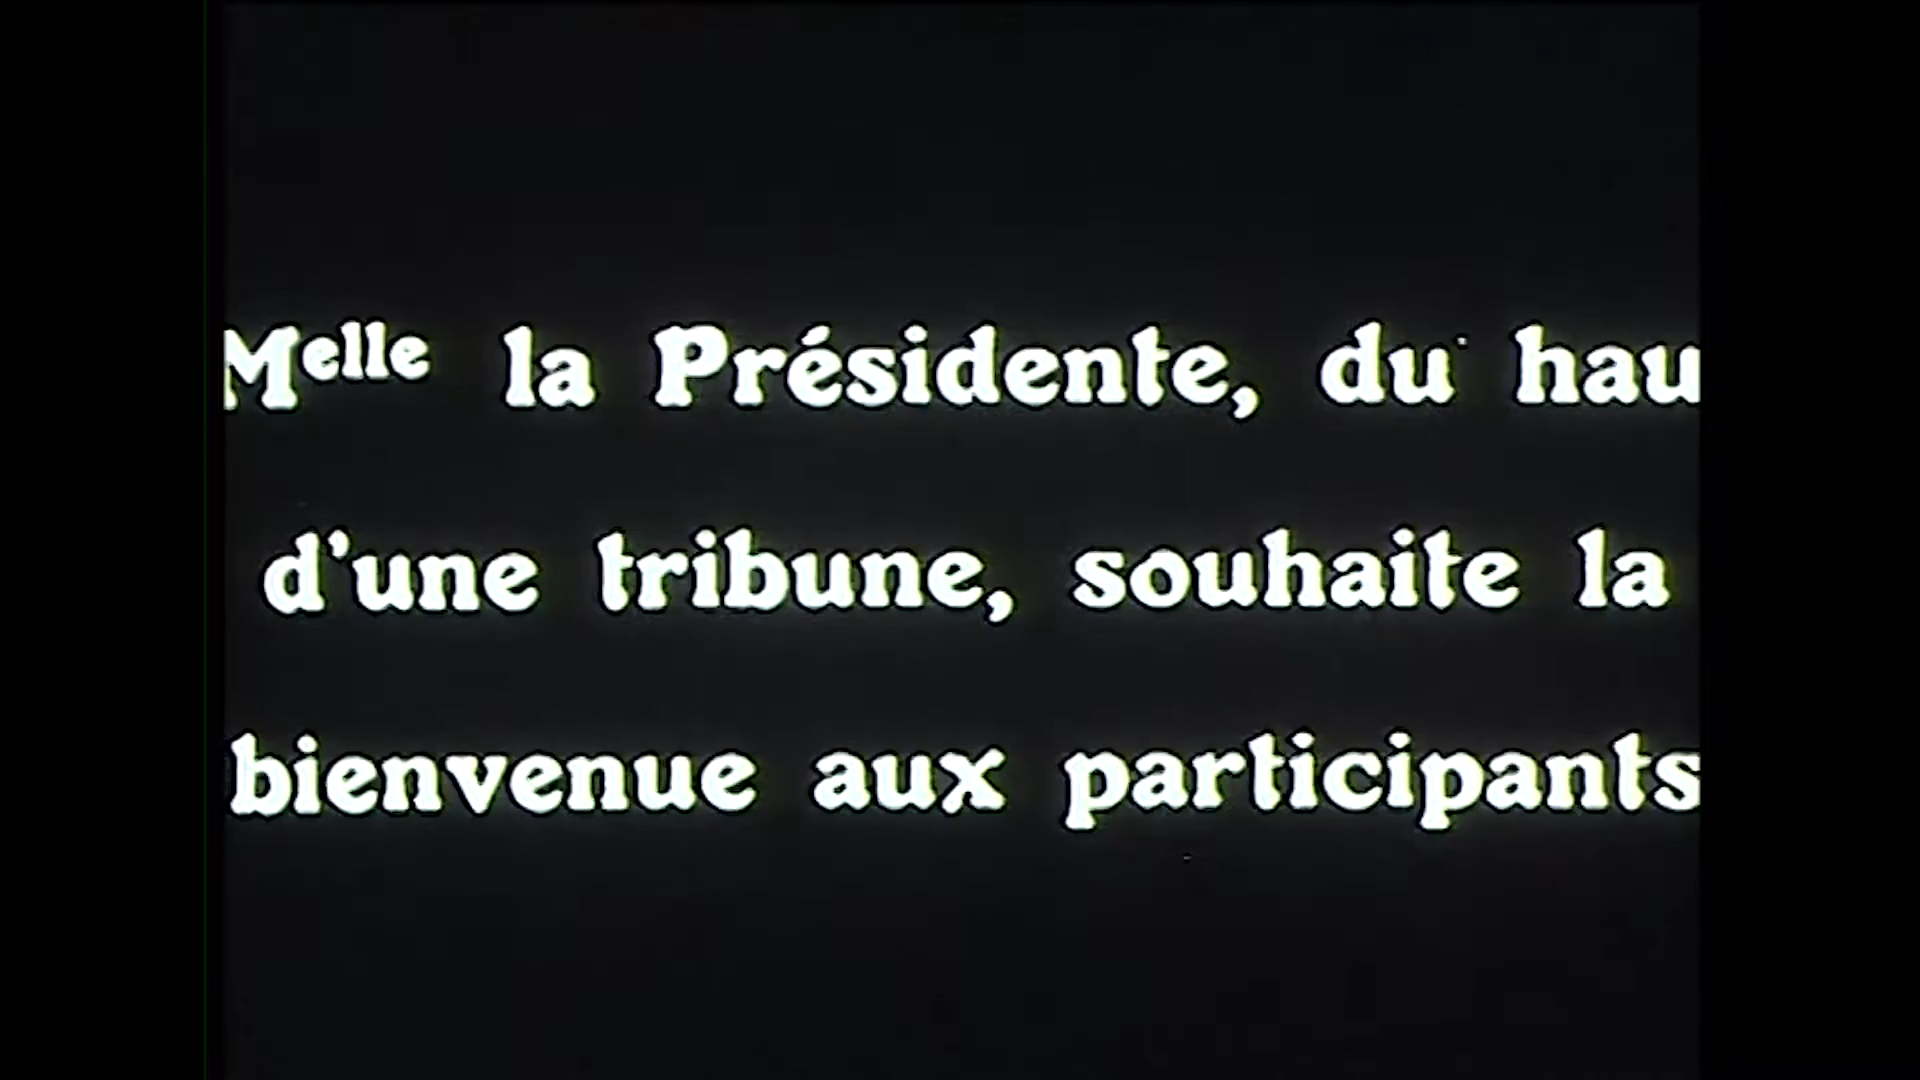 Melle la Présidente, du hau
d'une tribune, souhaite la
bienvenue aux participants